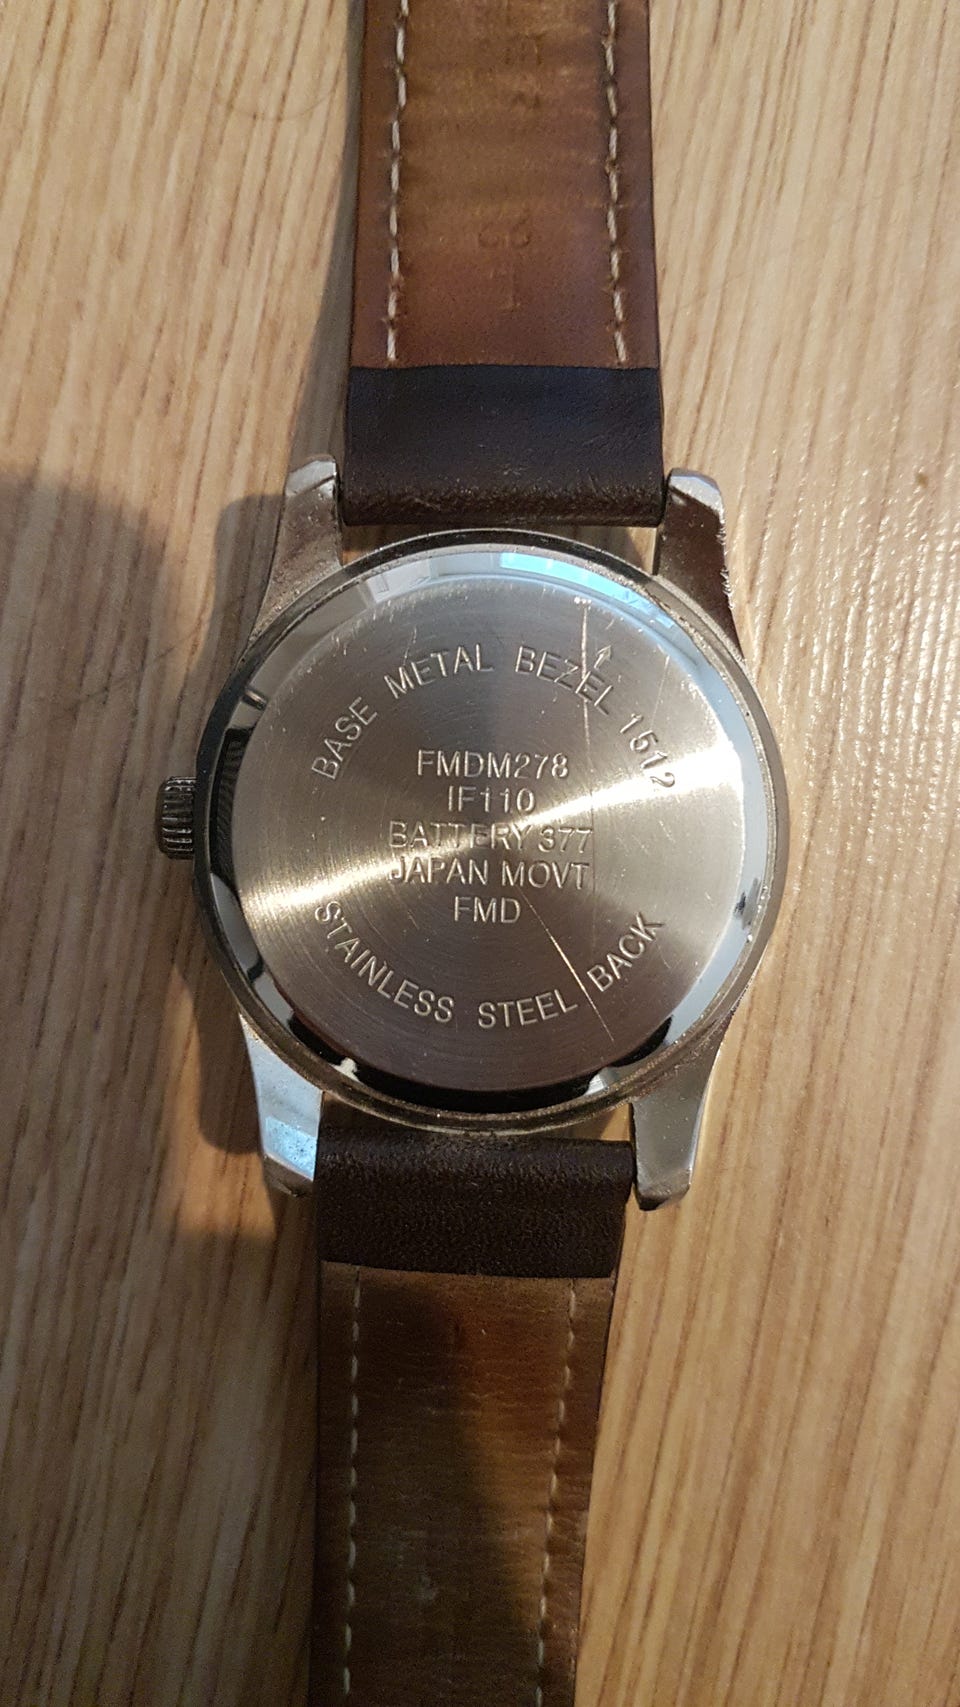 BASE METAL BEZEL 1512
FMDM278
IF110
BATTERY 377
JAPAN MOVT
FMD
STAINLESS STEEL BACK